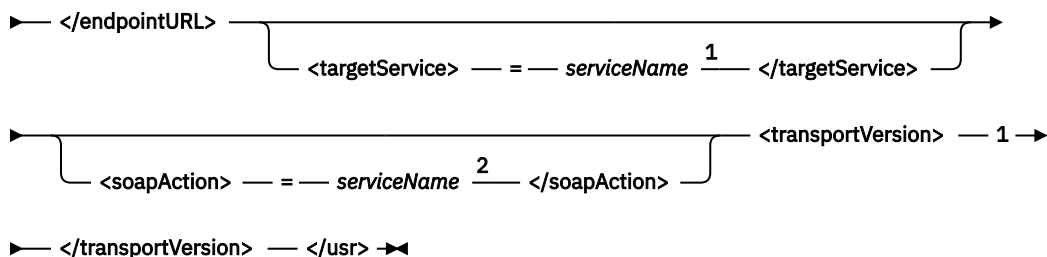 </endpointURL>
<targetService> = serviceName 1 </targetService>
<transportVersion> 1
<soapAction> = serviceName 2 </soapAction>
</transportVersion> </usr>